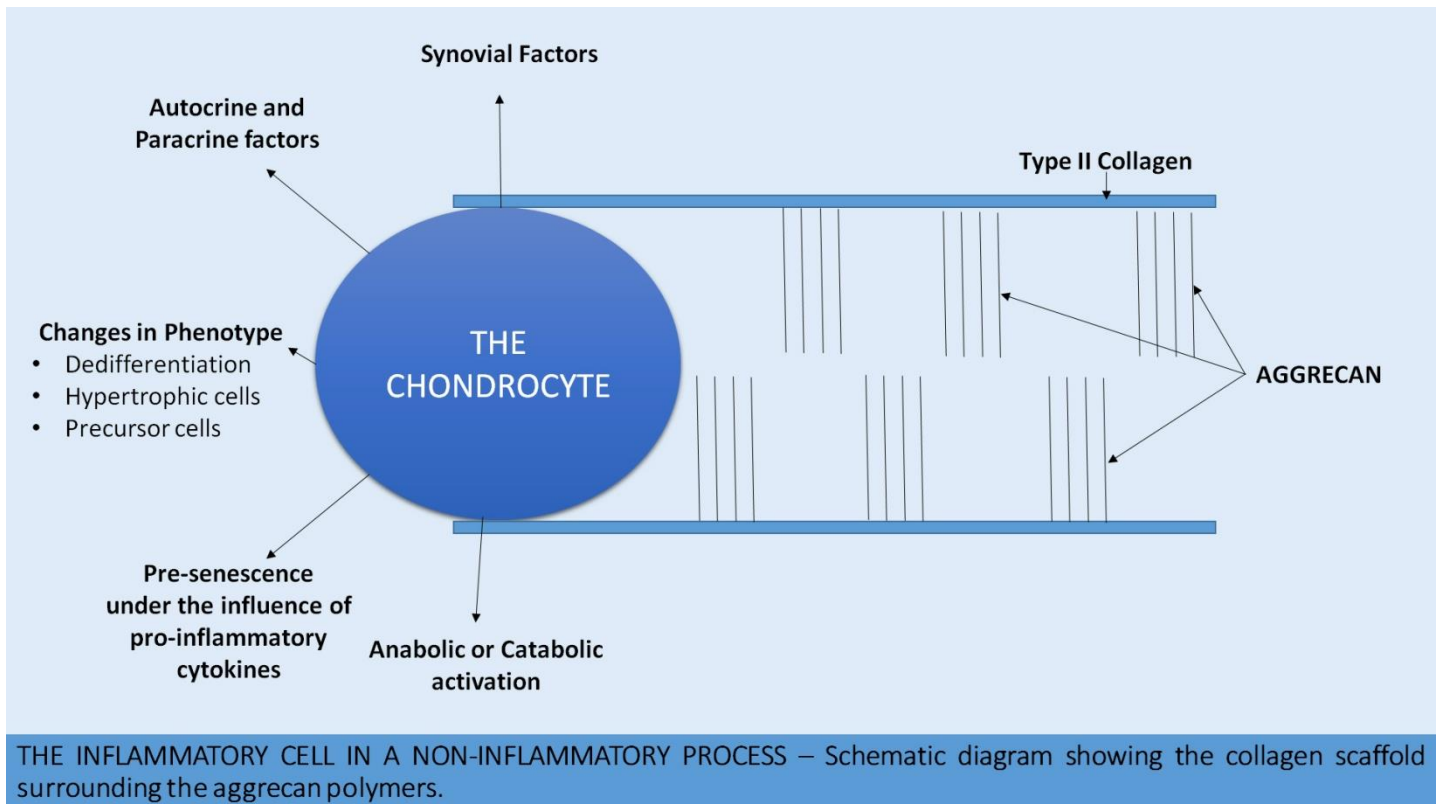 Synovial Factors
Autocrine and
Paracrine factors
Type II Collagen
Changes in Phenotype
• Dedifferentiation
• Hypertrophic cells
• Precursor cells
THE
CHONDROCYTE
AGGRECAN
Pre-senescence
under the influence of
pro-inflammatory
cytokines
Anabolic or Catabolic
activation
THE INFLAMMATORY CELL IN A NON-INFLAMMATORY PROCESS – Schematic diagram showing the collagen scaffold
surrounding the aggrecan polymers.